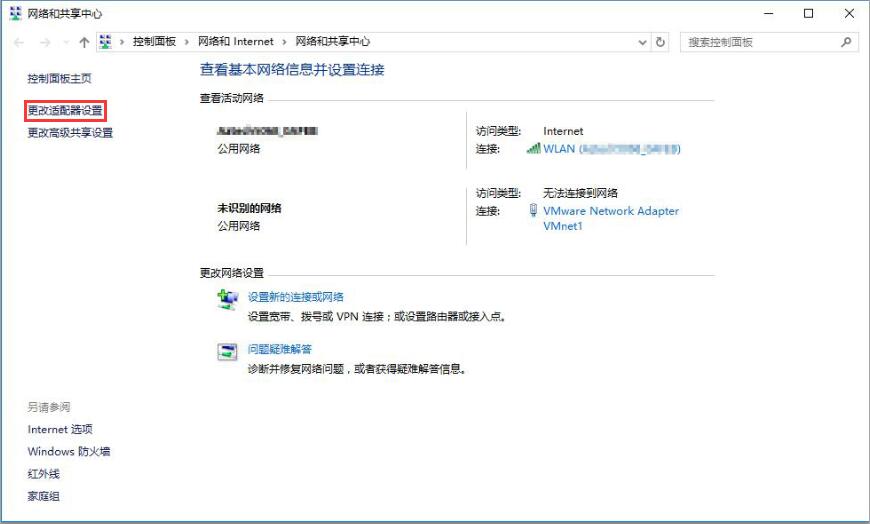 网络和共享中心
控制面板 › 网络和 Internet › 网络和共享中心
搜索控制面板
控制面板主页
更改适配器设置
更改高级共享设置
查看基本网络信息并设置连接
查看活动网络
公用网络
访问类型: Internet
连接: WLAN (
未识别的网络
公用网络
访问类型: 无法连接到网络
连接: VMware Network Adapter
VMnet1
更改网络设置
设置新的连接或网络
设置宽带、拨号或 VPN 连接；或设置路由器或接入点。
问题疑难解答
诊断并修复网络问题，或者获得疑难解答信息。
另请参阅
Internet 选项
Windows 防火墙
红外线
家庭组